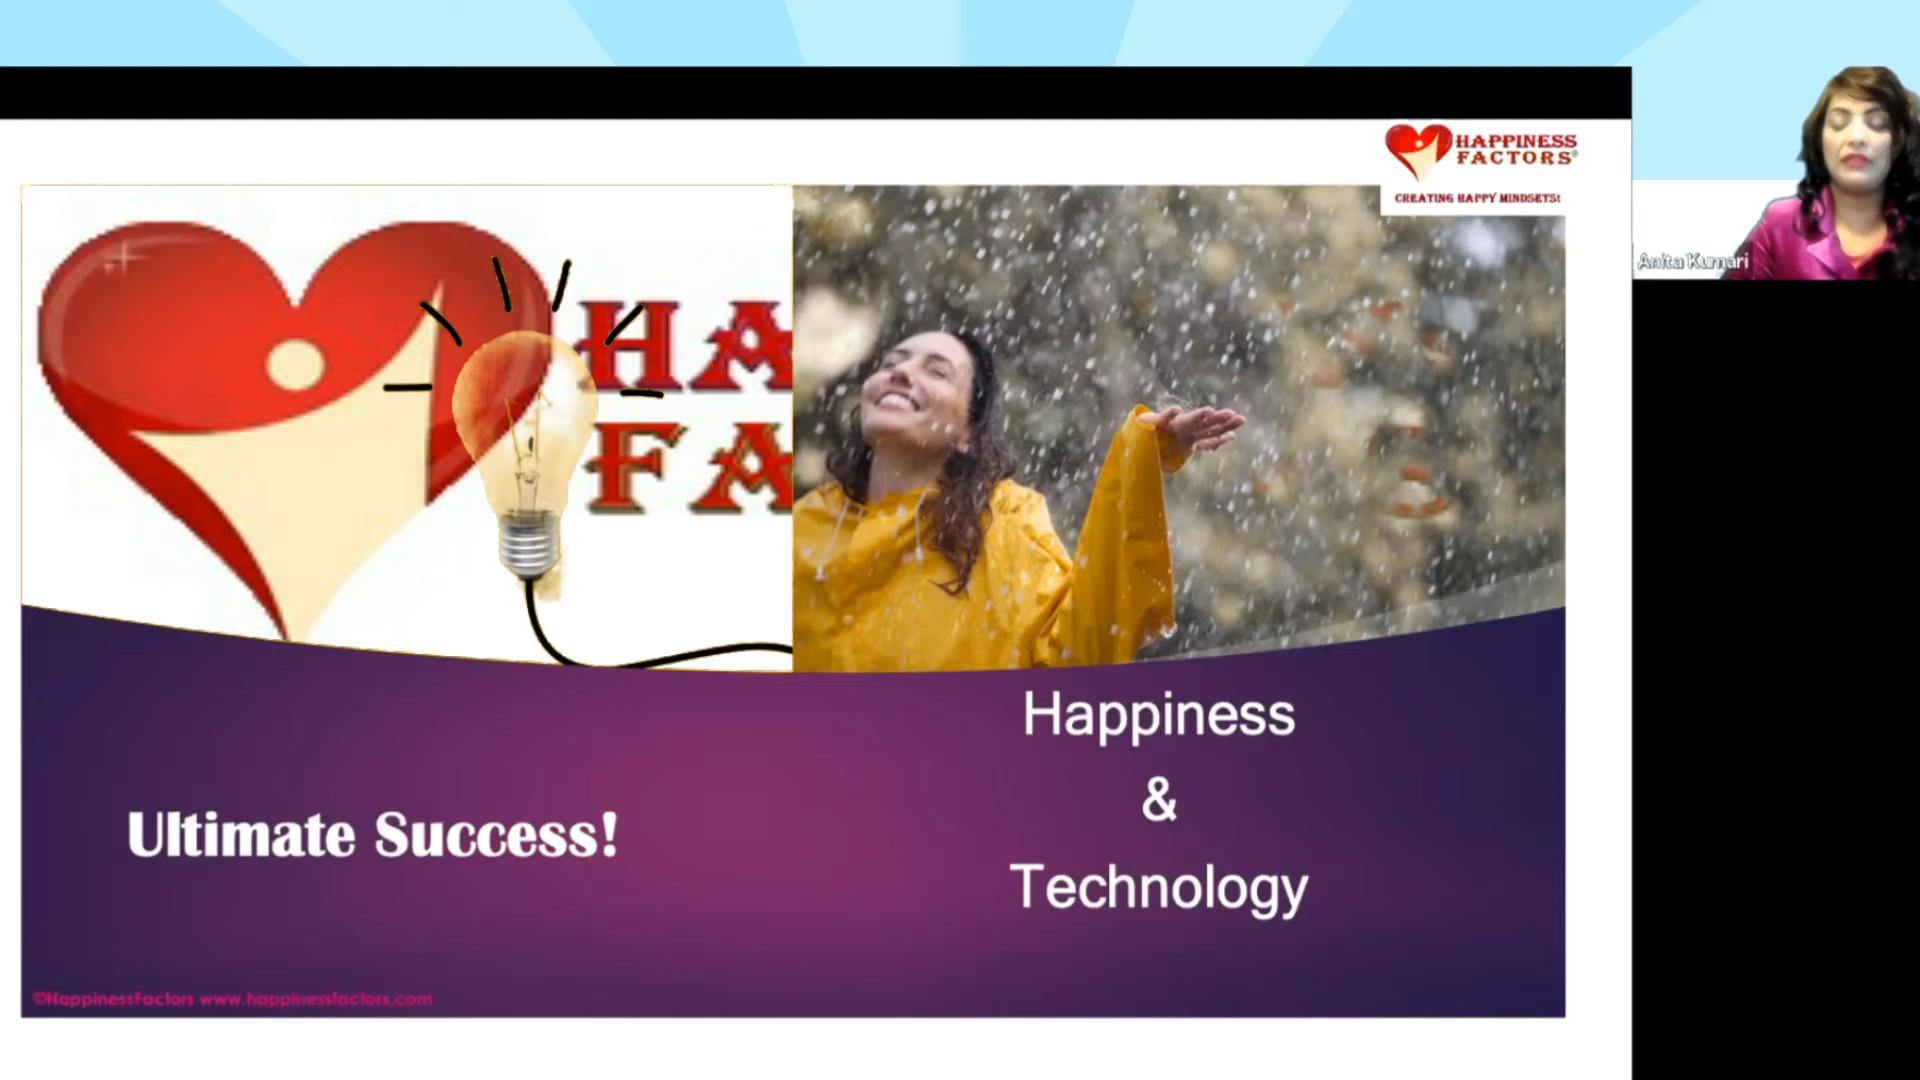 HAPPINESS
FACTORS®
CREATING HAPPY MINDSETS!
Anita Kumari
HA
FA
Happiness
&
Technology
Ultimate Success!
©HappinessFactors www.happinessfactors.com